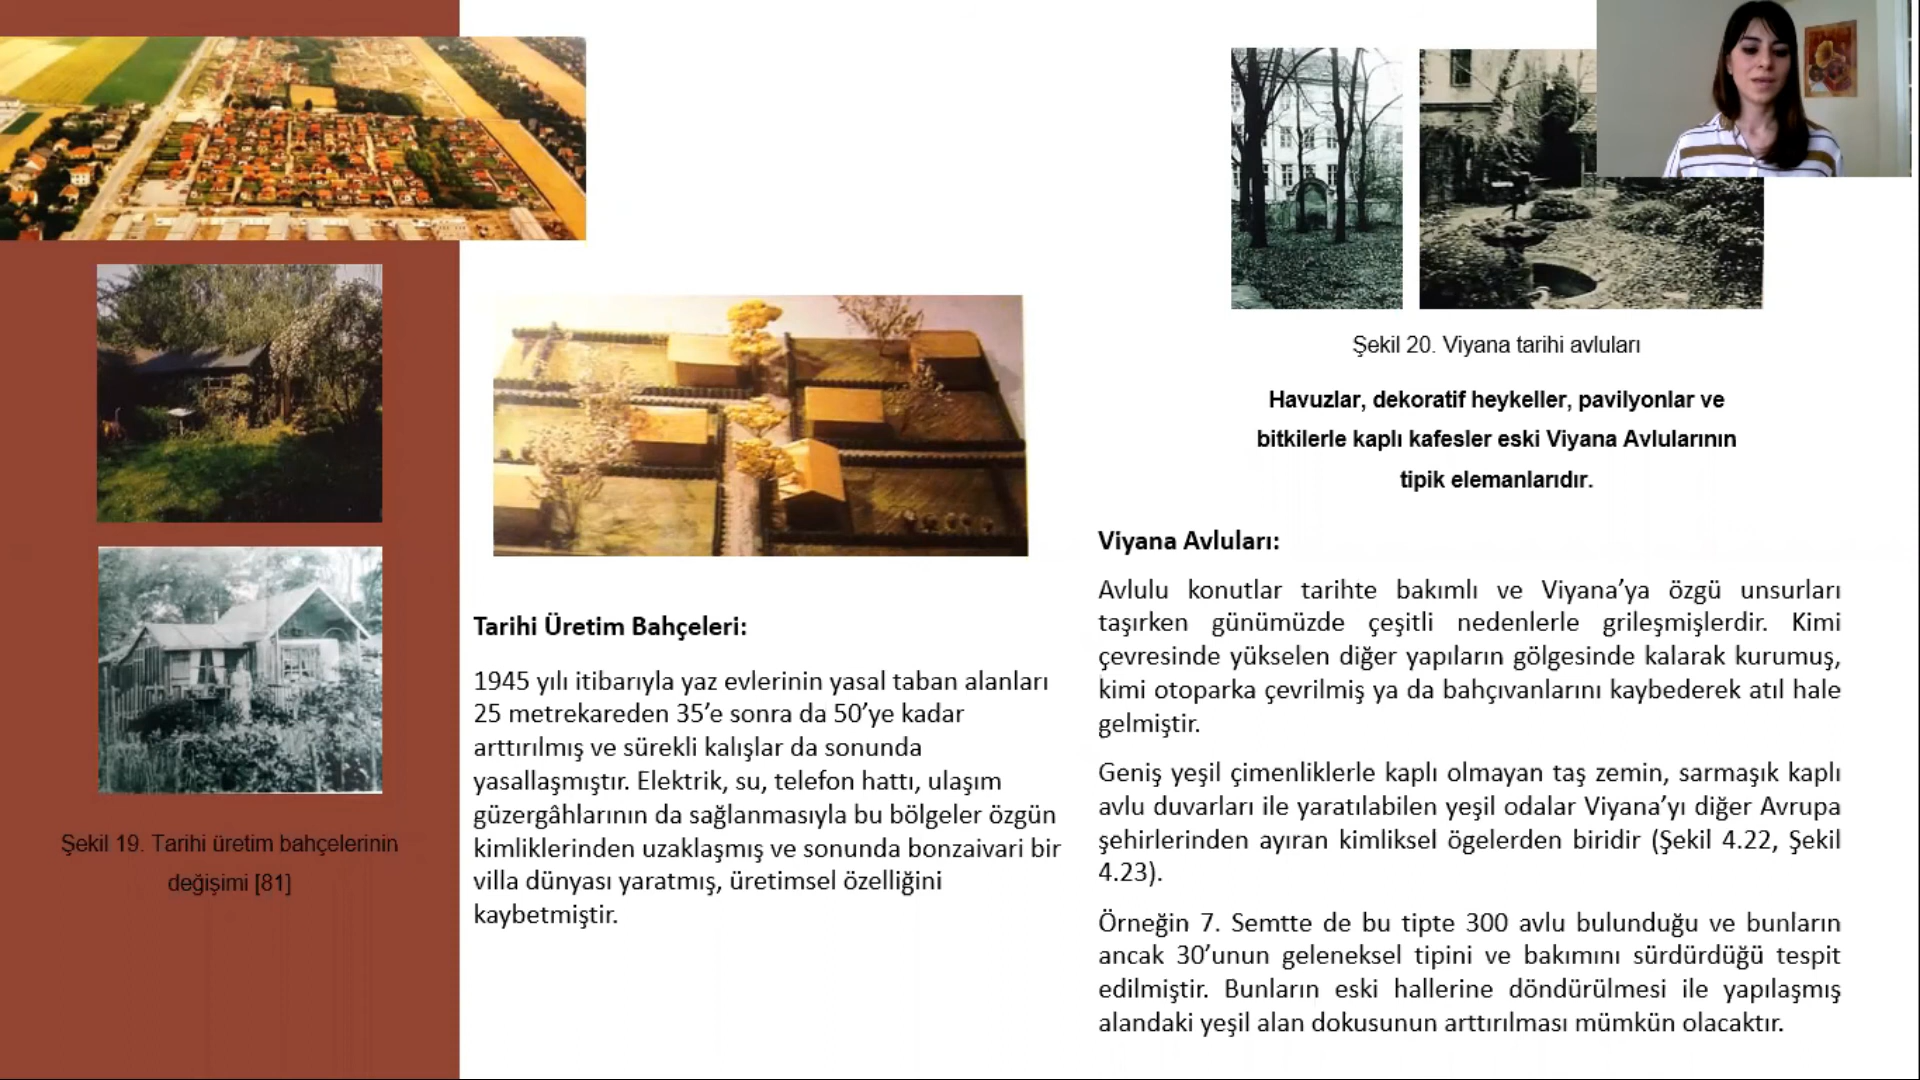 Şekil 19. Tarihi üretim bahçelerinin
değişimi [81]
Tarihi Üretim Bahçeleri:
1945 yılı itibarıyla yaz evlerinin yasal taban alanları
25 metrekareden 35’e sonra da 50’ye kadar
arttırılmış ve sürekli kalışlar da sonunda
yasallaşmıştır. Elektrik, su, telefon hattı, ulaşım
güzergâhlarının da sağlanmasıyla bu bölgeler özgün
kimliklerinden uzaklaşmış ve sonunda bonzaivari bir
villa dünyası yaratmış, üretimsel özelliğini
kaybetmiştir.
Şekil 20. Viyana tarihi avluları
Havuzlar, dekoratif heykeller, pavilyonlar ve
bitkilerle kaplı kafesler eski Viyana Avlularının
tipik elemanlarıdır.
Viyana Avluları:
Avlulu konutlar tarihte bakımlı ve Viyana’ya özgü unsurları
taşırken günümüzde çeşitli nedenlerle grileşmişlerdir. Kimi
çevresinde yükselen diğer yapıların gölgesinde kalarak kurumuş,
kimi otoparka çevrilmiş ya da bahçıvanlarını kaybederek atıl hale
gelmiştir.
Geniş yeşil çimenliklerle kaplı olmayan taş zemin, sarmaşık kaplı
avlu duvarları ile yaratılabilen yeşil odalar Viyana’yı diğer Avrupa
şehirlerinden ayıran kimliksel ögelerden biridir (Şekil 4.22, Şekil
4.23).
Örneğin 7. Semtte de bu tipte 300 avlu bulunduğu ve bunların
ancak 30’unun geleneksel tipini ve bakımını sürdürdüğü tespit
edilmiştir. Bunların eski hallerine döndürülmesi ile yapılaşmış
alandaki yeşil alan dokusunun arttırılması mümkün olacaktır.